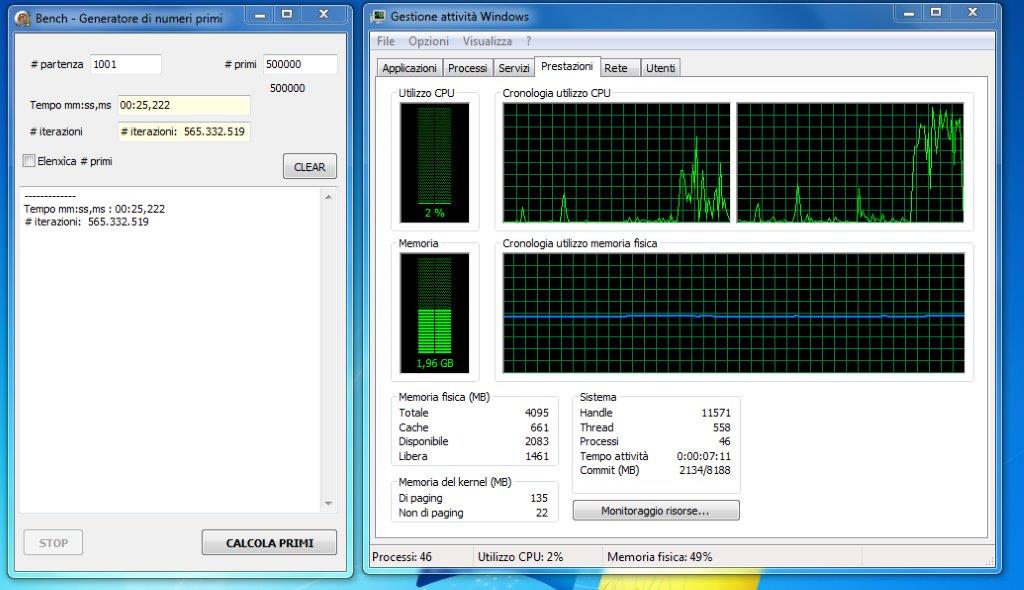 Bench - Generatore di numeri primi
# partenza 1001 # primi 500000
500000
Tempo mm:ss,ms 00:25,222
# iterazioni # iterazioni: 565.332.519
Elenxica # primi
CLEAR
-------------
Tempo mm:ss,ms : 00:25,222
# iterazioni: 565.332.519
STOP CALCOLA PRIMI
Gestione attività Windows
File Opzioni Visualizza ?
Applicazioni Processi Servizi Prestazioni Rete Utenti
Utilizzo CPU Cronologia utilizzo CPU
2 %
Memoria Cronologia utilizzo memoria fisica
1,96 GB
Memoria fisica (MB)
Totale 4095
Cache 661
Disponibile 2083
Libera 1461
Memoria del kernel (MB)
Di paging 135
Non di paging 22
Sistema
Handle 11571
Thread 558
Processi 46
Tempo attività 0:00:07:11
Commit (MB) 2134/8188
Monitoraggio risorse...
Processi: 46 Utilizzo CPU: 2% Memoria fisica: 49%